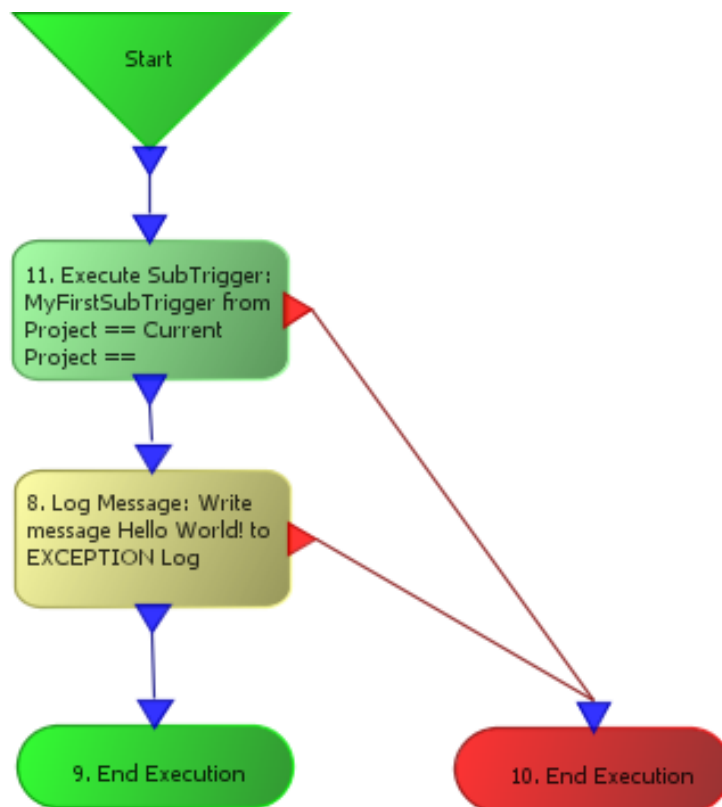 Start
11. Execute SubTrigger:
MyFirstSubTrigger from
Project == Current
Project ==
8. Log Message: Write
message Hello World! to
EXCEPTION Log
9. End Execution
10. End Execution